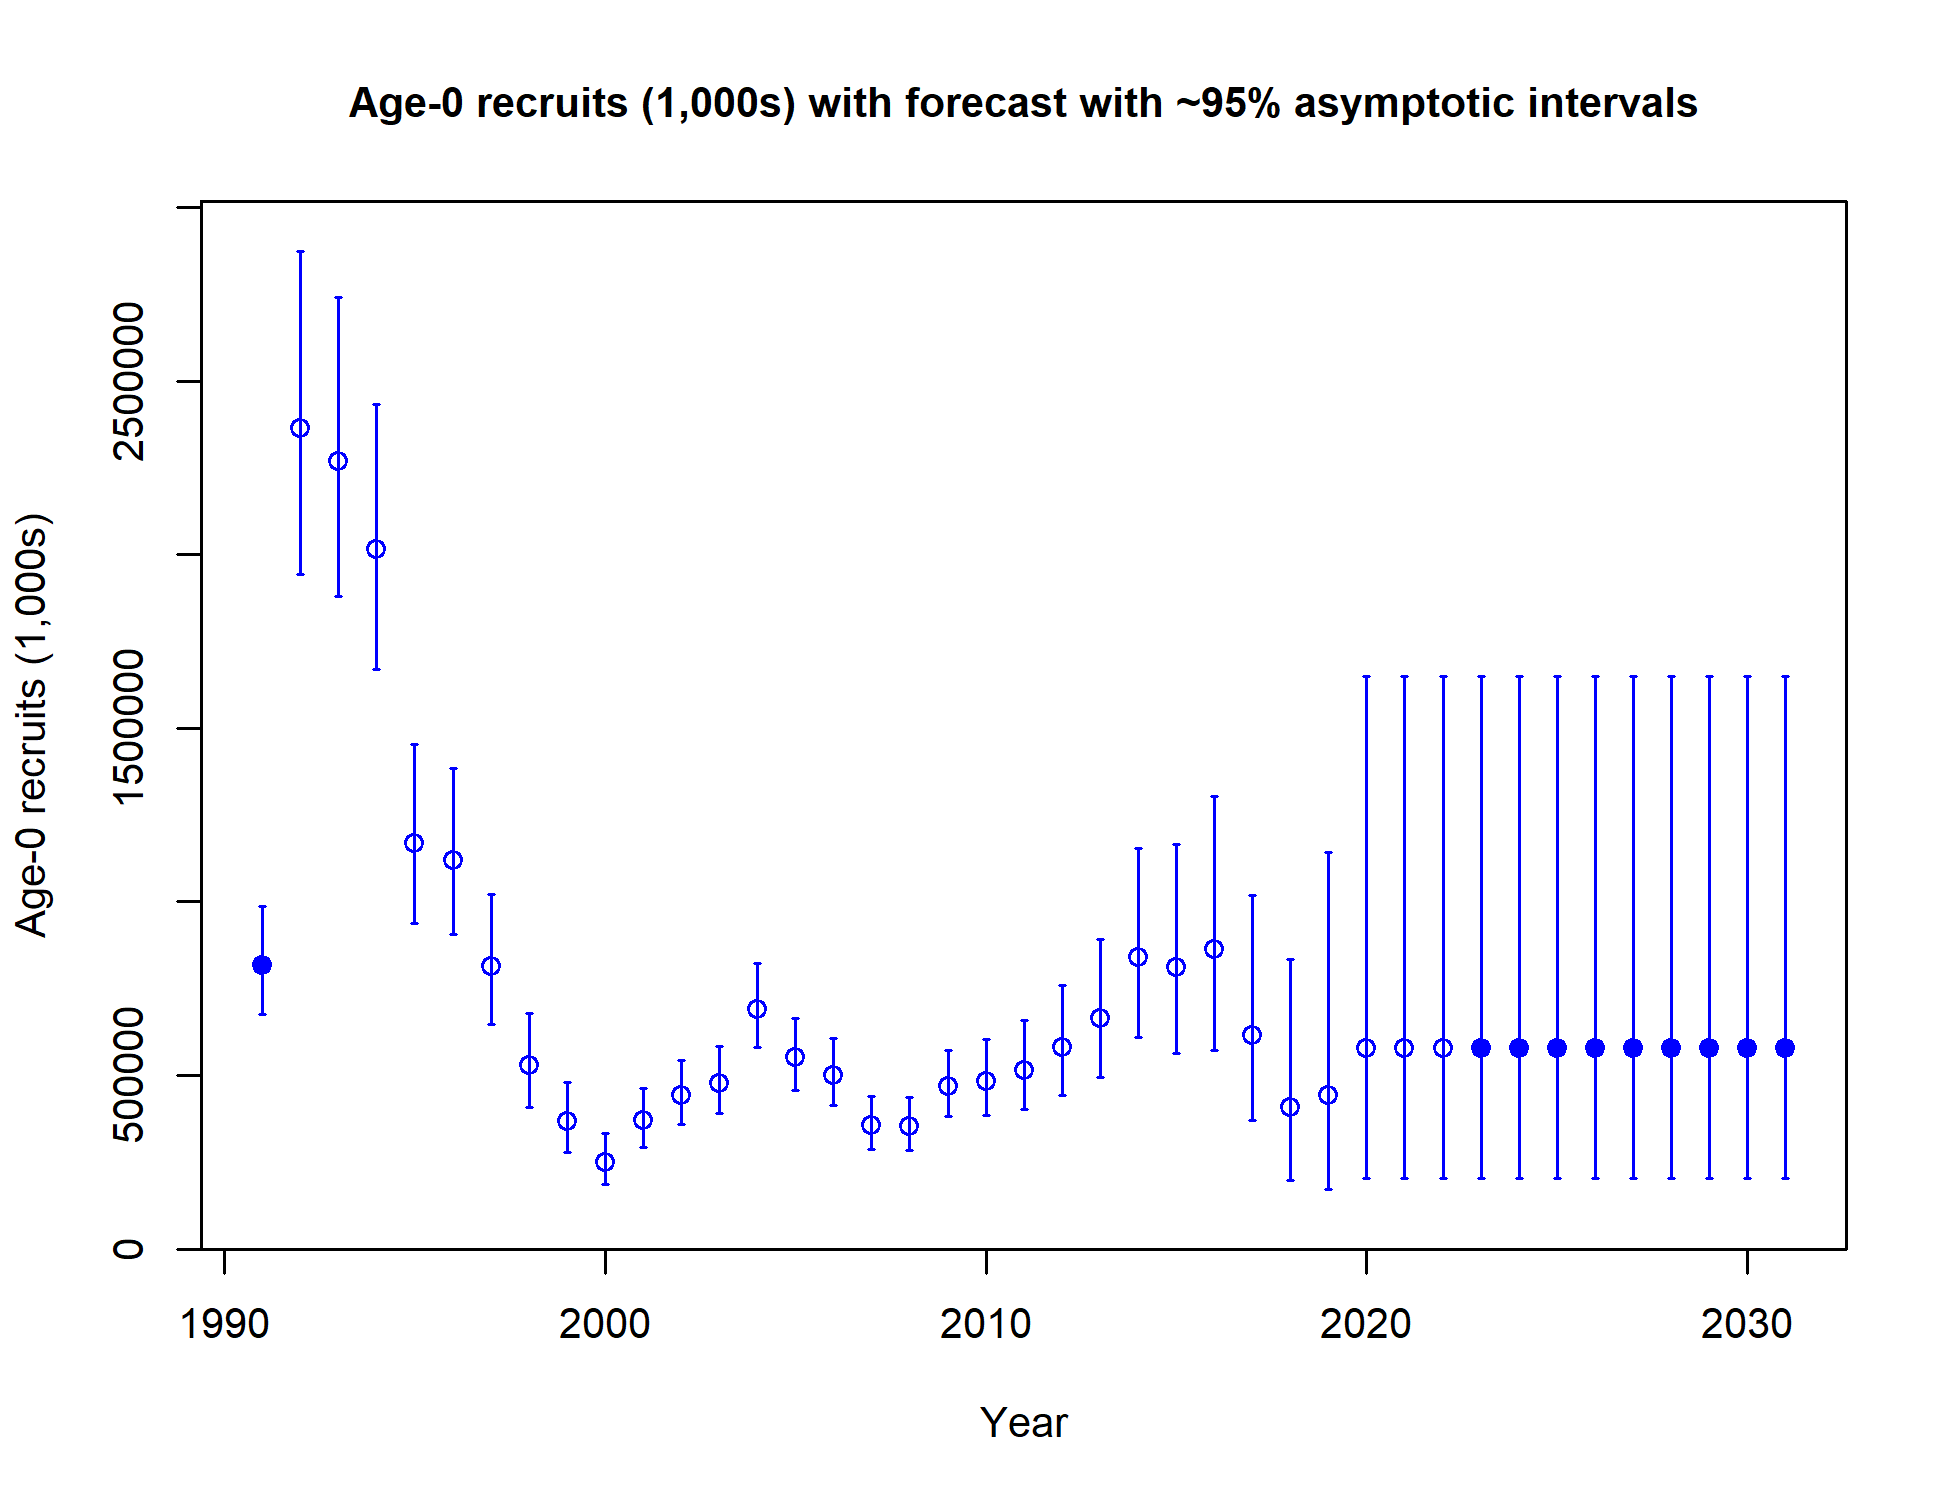 Age-0 recruits (1,000s) with forecast with ~95% asymptotic intervals
Age-0 recruits (1,000s)
2500000
1500000
500000
0
1990 2000 2010 2020 2030
Year